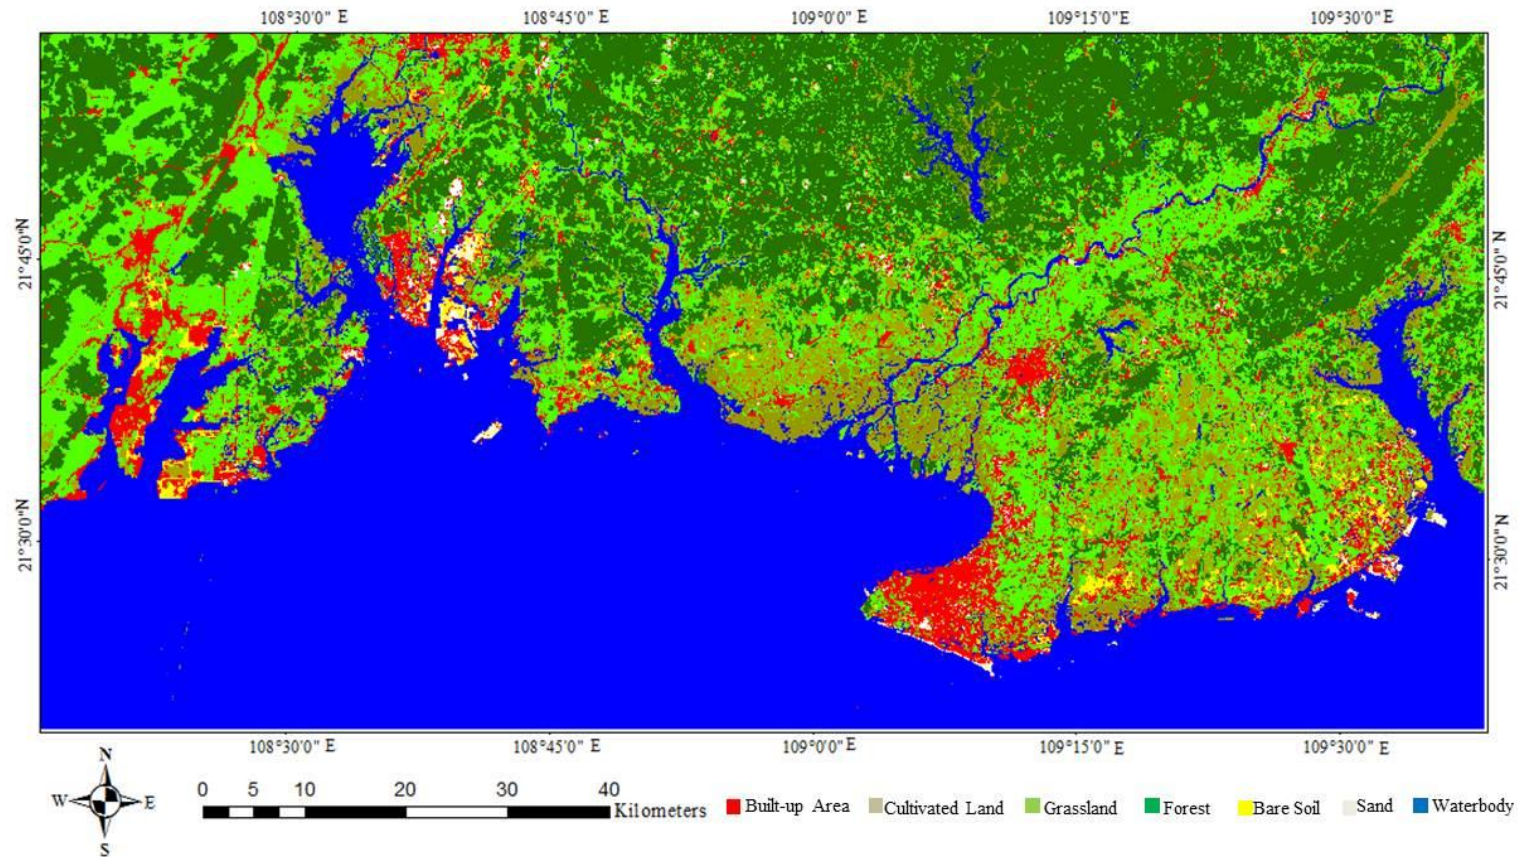 108°30'0" E
108°45'0" E
109°0'0" E
109°15'0"E
109°30'0"E
21°45'0"N
21°45'0" N
21°30'0"N
21°30'0"N
108°30'0" E
108°45'0" E
109°0'0" E
109°15'0"E
109°30'0" E
N
W
E
S
0 5 10 20 30 40
Kilometers
Built-up Area
Cultivated Land
Grassland
Forest
Bare Soil
Sand
Waterbody